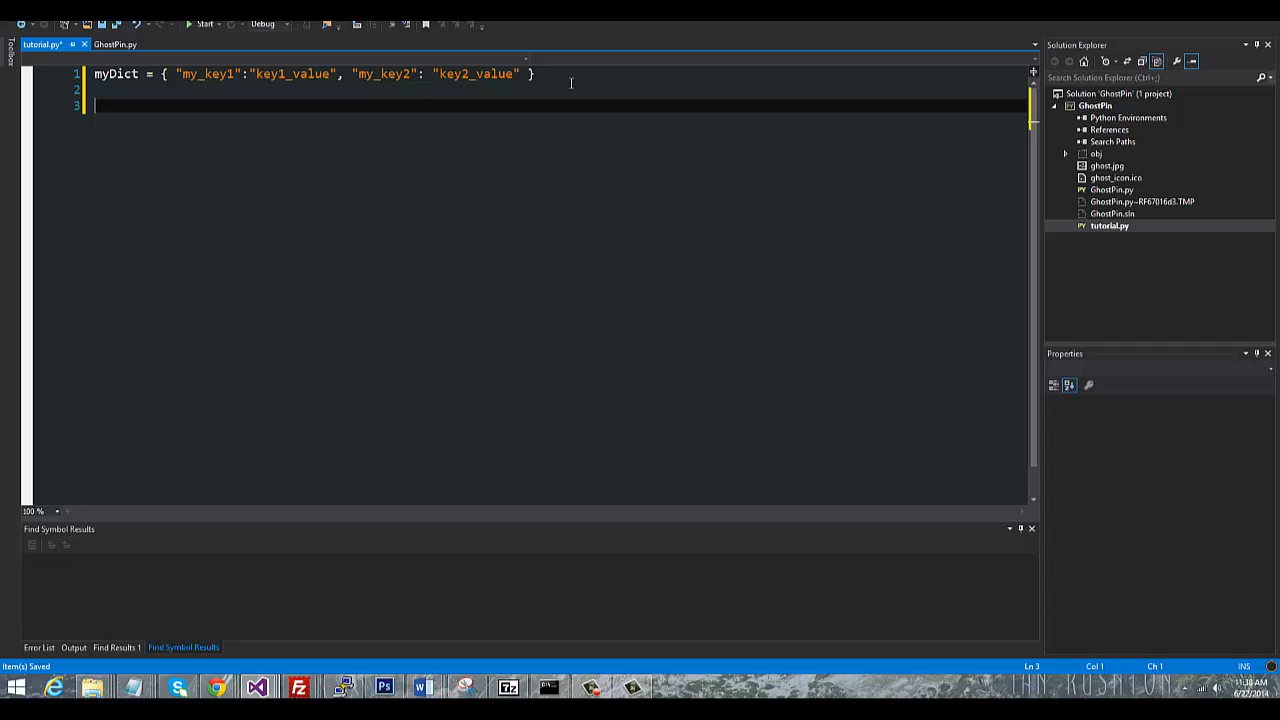 Start
Debug
tutorial.py*
GhostPin.py
Toolbox
1 myDict = { "my_key1":"key1_value", "my_key2": "key2_value" }
2
3
100 %
Find Symbol Results
Error List
Output
Find Results 1
Find Symbol Results
Solution Explorer
Search Solution Explorer (Ctrl+;)
Solution 'GhostPin' (1 project)
GhostPin
Python Environments
References
Search Paths
obj
ghost.jpg
ghost_icon.ico
GhostPin.py
GhostPin.py~RF67016d3.TMP
GhostPin.sln
tutorial.py
Properties
Item(s) Saved
Ln 3
Col 1
Ch 1
INS
IAN RUSHTON
11:38 AM
6/22/2014